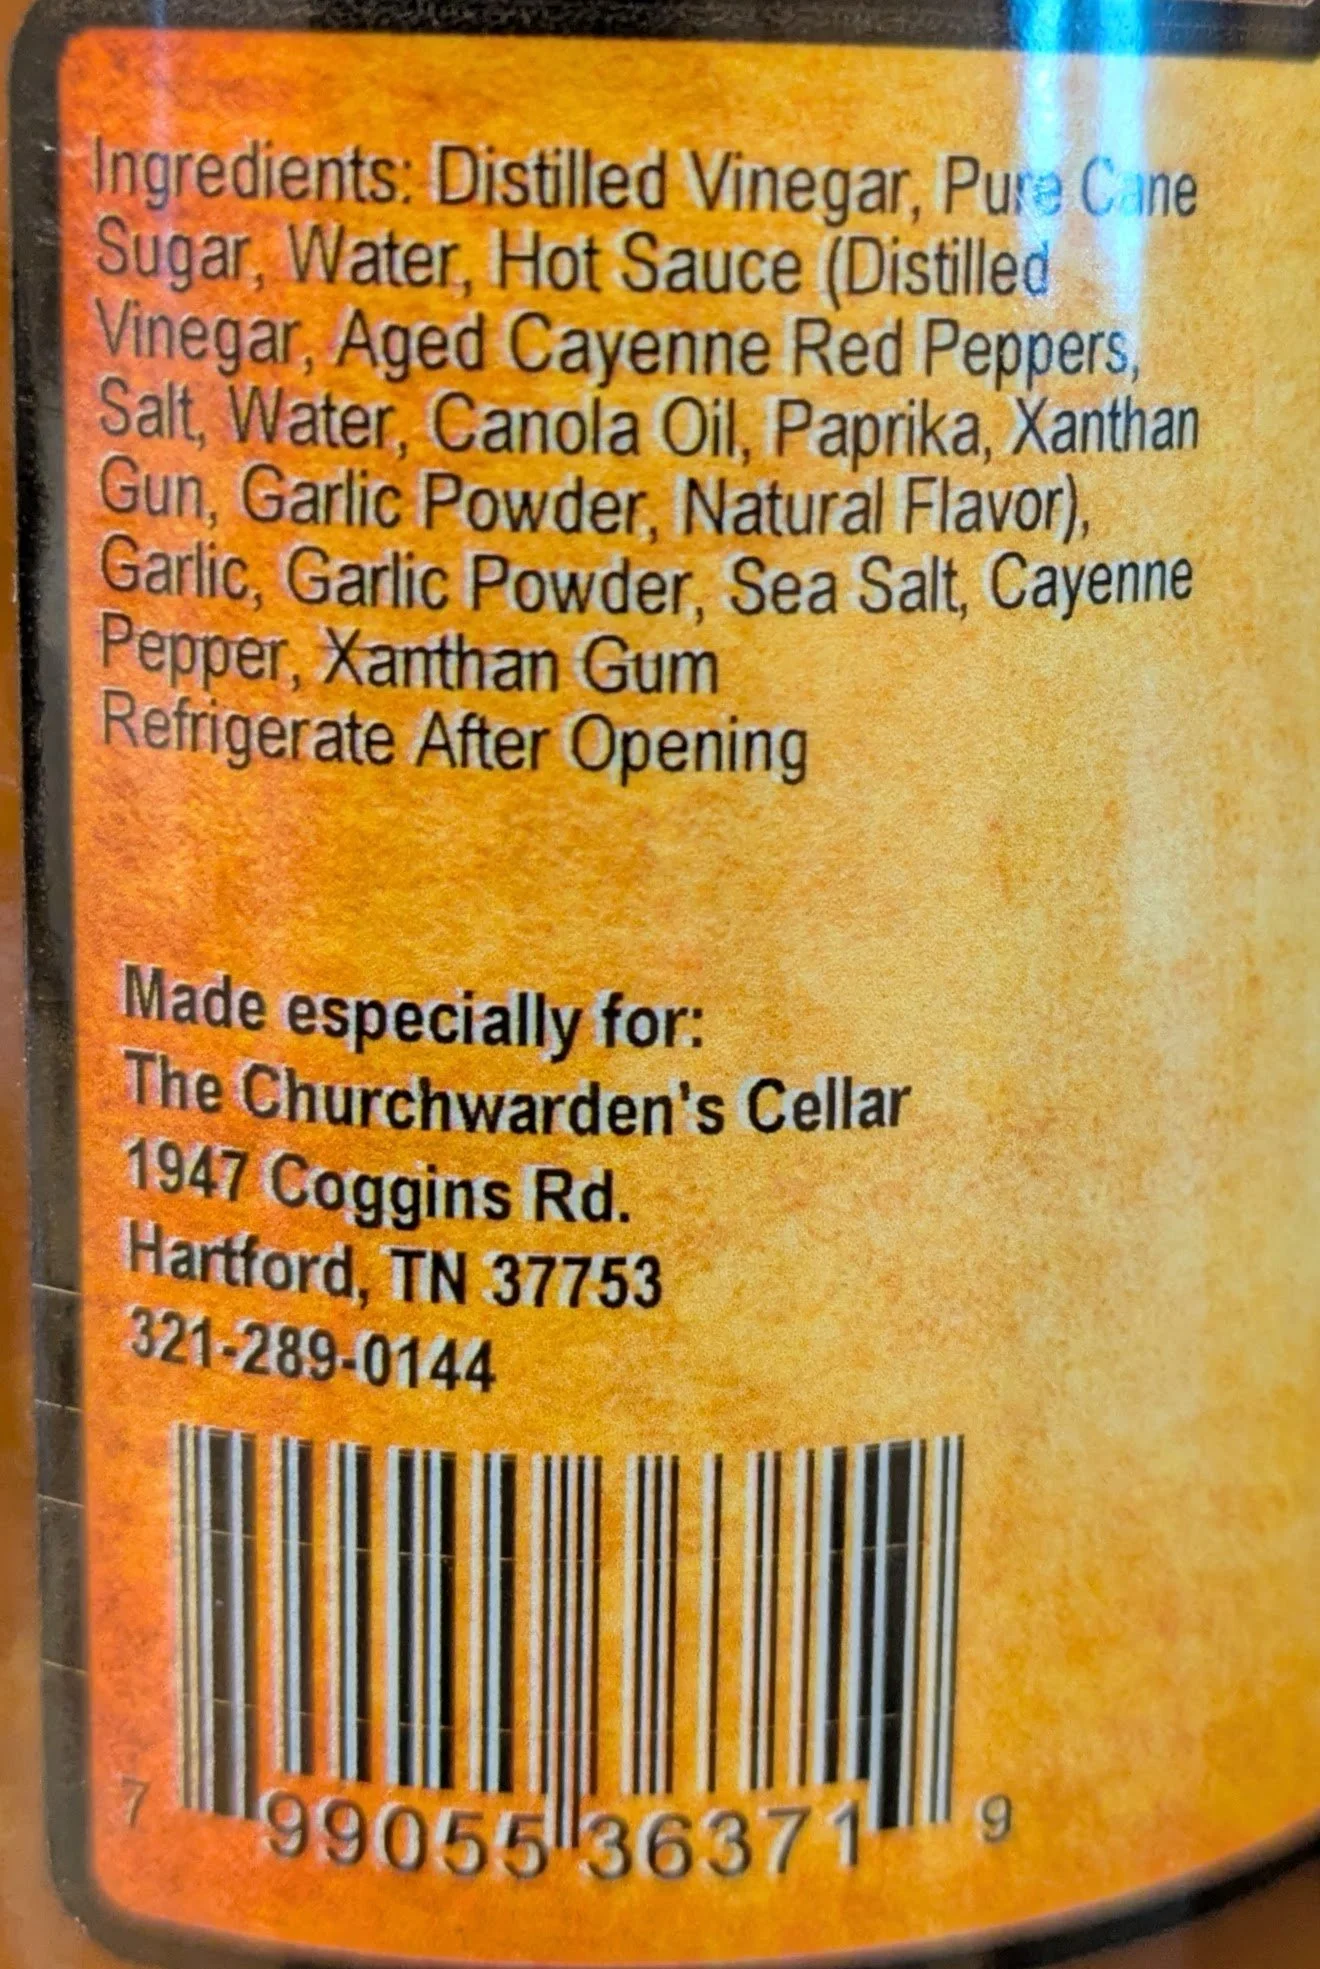 Ingredients: Distilled Vinegar, Pure Cane
Sugar, Water, Hot Sauce (Distilled
Vinegar, Aged Cayenne Red Peppers,
Salt, Water, Canola Oil, Paprika, Xanthan
Gun, Garlic Powder, Natural Flavor),
Garlic, Garlic Powder, Sea Salt, Cayenne
Pepper, Xanthan Gum
Refrigerate After Opening
Made especially for:
The Churchwarden's Cellar
1947 Coggins Rd.
Hartford, TN 37753
321-289-0144
7 99055 36371 9